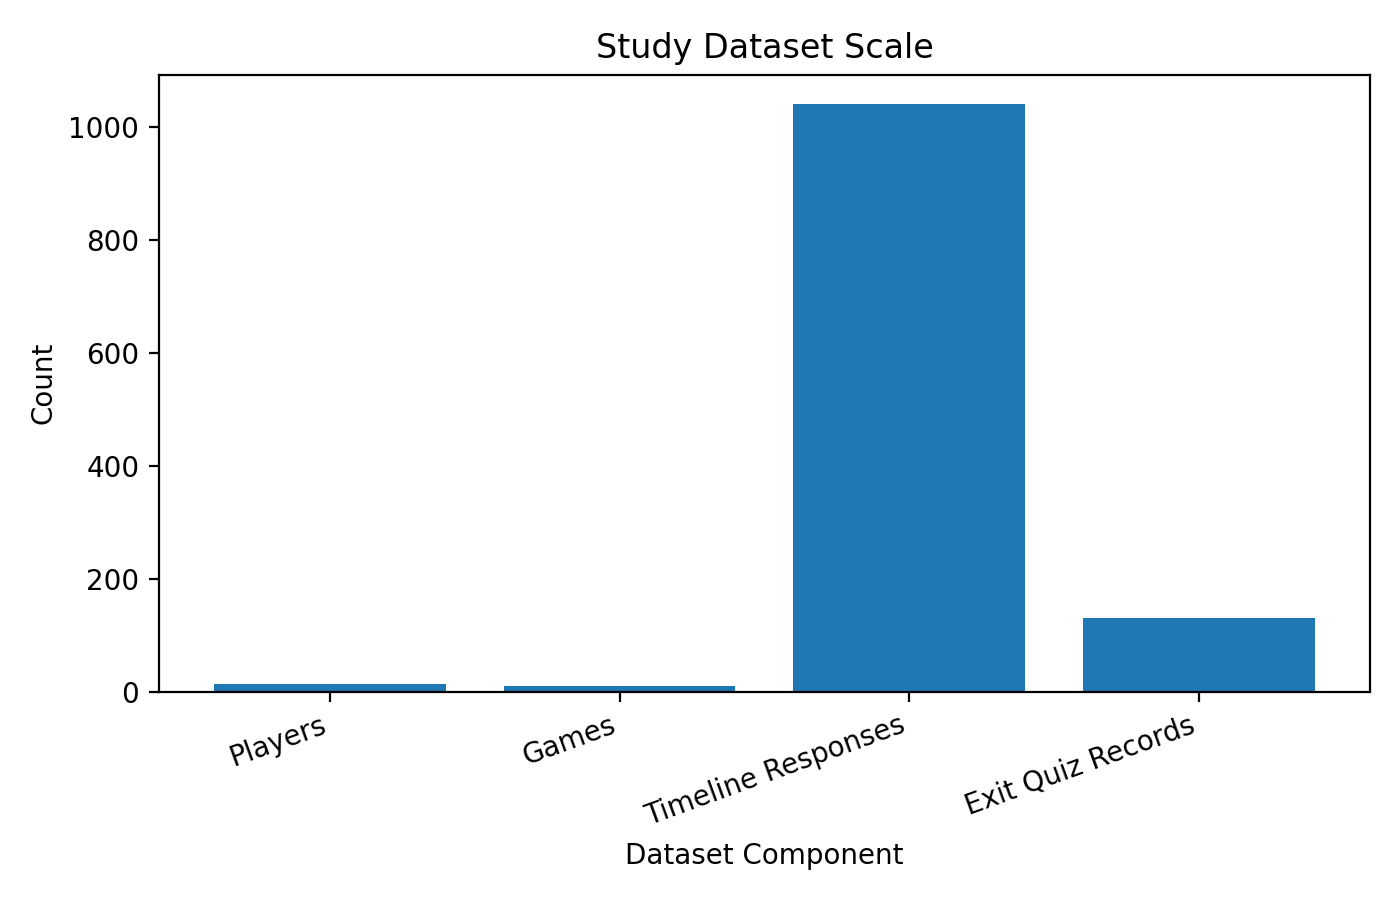 Study Dataset Scale
1000
800
600
400
200
0
Count
Players
Games
Timeline Responses
Exit Quiz Records
Dataset Component